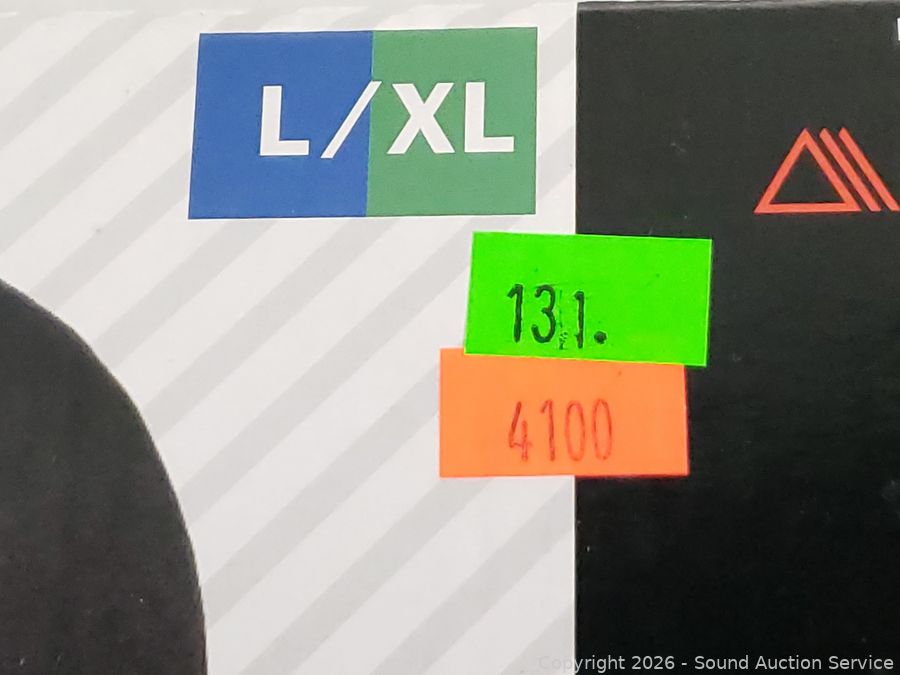 L/XL
131.
4100
Copyright 2026 - Sound Auction Service